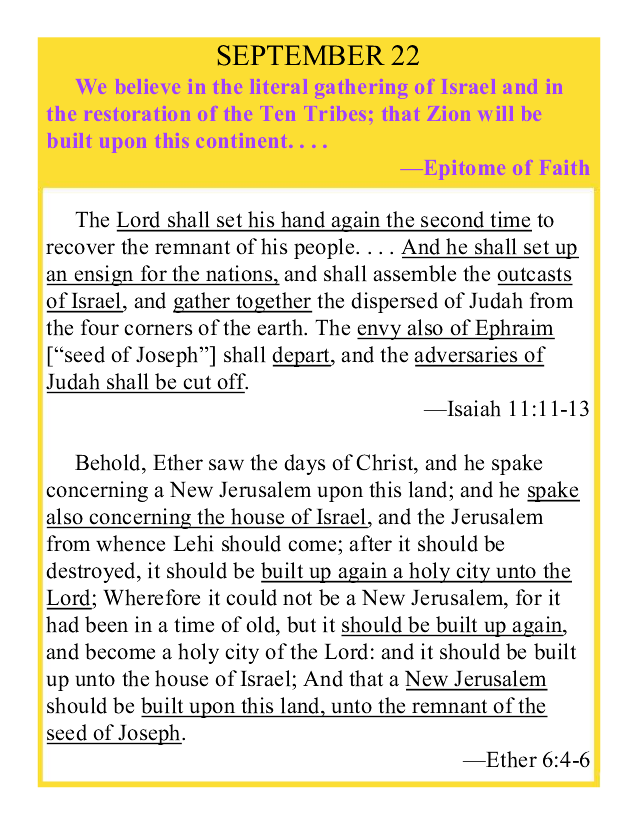 SEPTEMBER 22
We believe in the literal gathering of Israel and in
the restoration of the Ten Tribes; that Zion will be
built upon this continent. . . .
—Epitome of Faith
The Lord shall set his hand again the second time to
recover the remnant of his people. . . . And he shall set up
an ensign for the nations, and shall assemble the outcasts
of Israel, and gather together the dispersed of Judah from
the four corners of the earth. The envy also of Ephraim
[“seed of Joseph”] shall depart, and the adversaries of
Judah shall be cut off.
—Isaiah 11:11-13
Behold, Ether saw the days of Christ, and he spake
concerning a New Jerusalem upon this land; and he spake
also concerning the house of Israel, and the Jerusalem
from whence Lehi should come; after it should be
destroyed, it should be built up again a holy city unto the
Lord; Wherefore it could not be a New Jerusalem, for it
had been in a time of old, but it should be built up again,
and become a holy city of the Lord: and it should be built
up unto the house of Israel; And that a New Jerusalem
should be built upon this land, unto the remnant of the
seed of Joseph.
—Ether 6:4-6